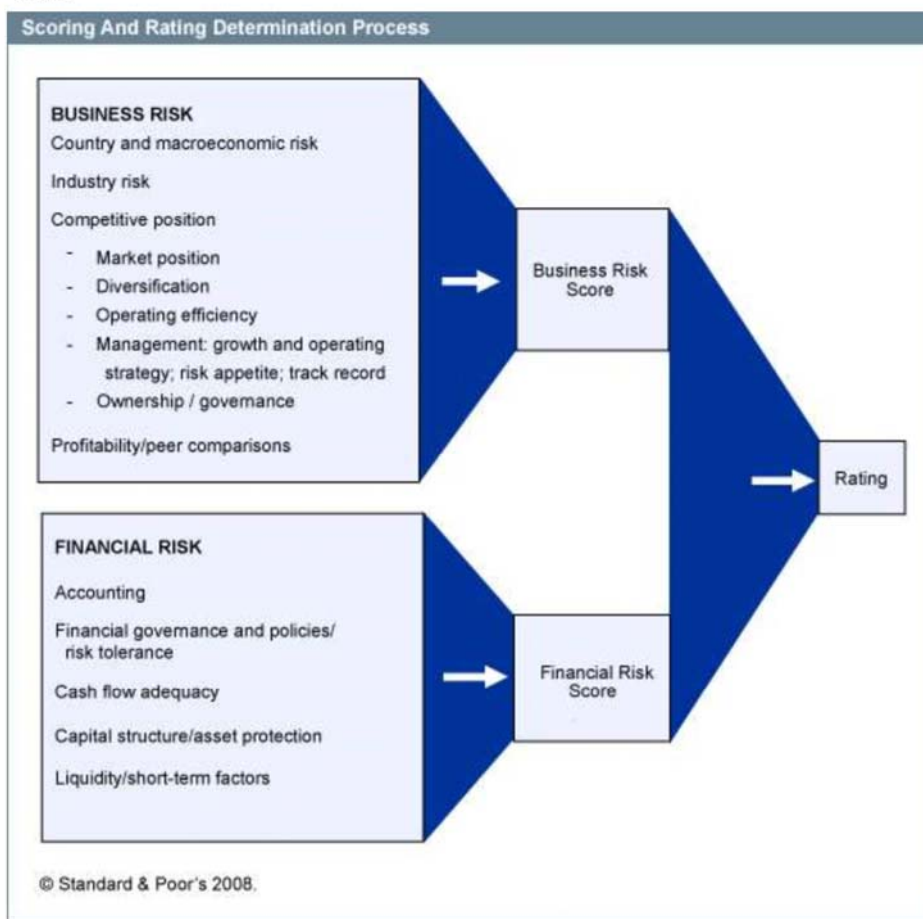 Scoring And Rating Determination Process
BUSINESS RISK
Country and macroeconomic risk
Industry risk
Competitive position
- Market position
- Diversification
- Operating efficiency
- Management: growth and operating
strategy; risk appetite; track record
- Ownership / governance
Profitability/peer comparisons
Business Risk
Score
Rating
FINANCIAL RISK
Accounting
Financial governance and policies/
risk tolerance
Cash flow adequacy
Capital structure/asset protection
Liquidity/short-term factors
Financial Risk
Score
© Standard & Poor's 2008.